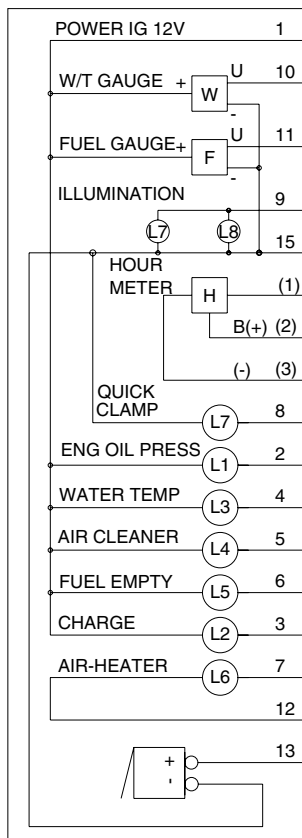 POWER IG 12V 1
W/T GAUGE + W U 10
-
FUEL GAUGE + F U 11
-
ILLUMINATION 9
L7 L8 15
HOUR
METER H (1)
B(+) (2)
(-) (3)
QUICK
CLAMP L7 8
ENG OIL PRESS L1 2
WATER TEMP L3 4
AIR CLEANER L4 5
FUEL EMPTY L5 6
CHARGE L2 3
AIR-HEATER L6 7
12
+ 13
-